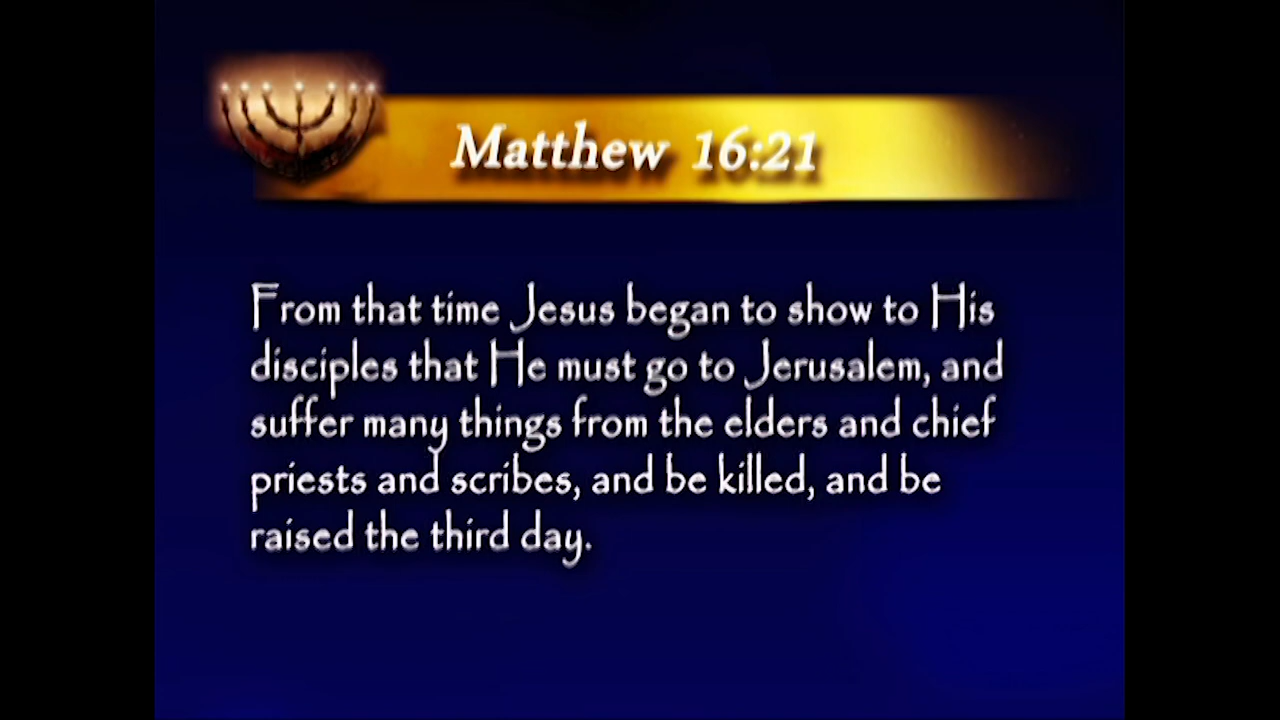 Matthew 16:21
From that time Jesus began to show to His
disciples that He must go to Jerusalem, and
suffer many things from the elders and chief
priests and scribes, and be killed, and be
raised the third day.